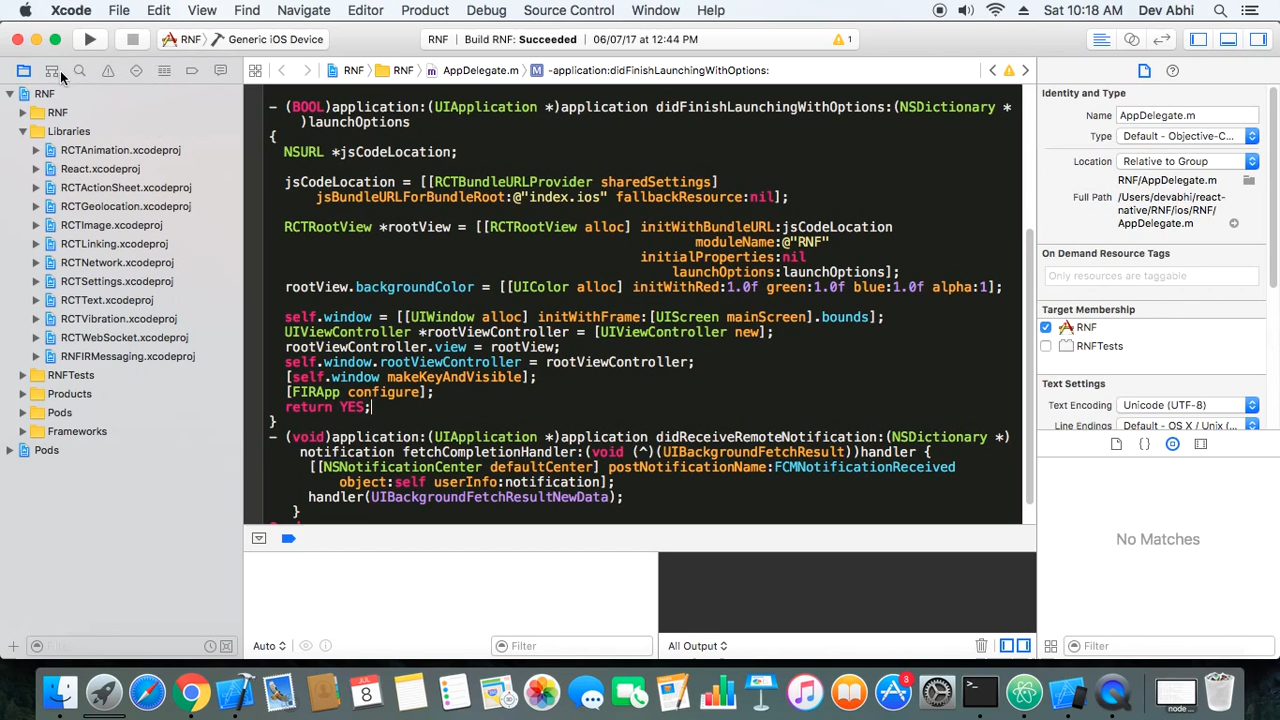 Xcode File Edit View Find Navigate Editor Product Debug Source Control Window Help Sat 10:18 AM Dev Abhi
RNF Generic iOS Device RNF | Build RNF: Succeeded | 06/07/17 at 12:44 PM 1
RNF RNF AppDelegate.m M -application:didFinishLaunchingWithOptions:
RNF
RNF
Libraries
RCTAnimation.xcodeproj
React.xcodeproj
RCTActionSheet.xcodeproj
RCTGeolocation.xcodeproj
RCTImage.xcodeproj
RCTLinking.xcodeproj
RCTNetwork.xcodeproj
RCTSettings.xcodeproj
RCTText.xcodeproj
RCTVibration.xcodeproj
RCTWebSocket.xcodeproj
RNFIRMessaging.xcodeproj
RNFTests
Products
Pods
Frameworks
Pods
Filter
- (BOOL)application:(UIApplication *)application didFinishLaunchingWithOptions:(NSDictionary *
)launchOptions
{
NSURL *jsCodeLocation;
jsCodeLocation = [[RCTBundleURLProvider sharedSettings]
jsBundleURLForBundleRoot:@"index.ios" fallbackResource:nil];
RCTRootView *rootView = [[RCTRootView alloc] initWithBundleURL:jsCodeLocation
moduleName:@"RNF"
initialProperties:nil
launchOptions:launchOptions];
rootView.backgroundColor = [[UIColor alloc] initWithRed:1.0f green:1.0f blue:1.0f alpha:1];
self.window = [[UIWindow alloc] initWithFrame:[UIScreen mainScreen].bounds];
UIViewController *rootViewController = [UIViewController new];
rootViewController.view = rootView;
self.window.rootViewController = rootViewController;
[self.window makeKeyAndVisible];
[FIRApp configure];
return YES;
}
- (void)application:(UIApplication *)application didReceiveRemoteNotification:(NSDictionary *)
notification fetchCompletionHandler:(void (^)(UIBackgroundFetchResult))handler {
[[NSNotificationCenter defaultCenter] postNotificationName:FCMNotificationReceived
object:self userInfo:notification];
handler(UIBackgroundFetchResultNewData);
}
Auto Filter All Output
Identity and Type
Name AppDelegate.m
Type Default - Objective-C...
Location Relative to Group
RNF/AppDelegate.m
Full Path /Users/devabhi/react-
native/RNF/ios/RNF/
AppDelegate.m
On Demand Resource Tags
Only resources are taggable
Target Membership
RNF
RNFTests
Text Settings
Text Encoding Unicode (UTF-8)
Line Endings Default - OS X / Unix (...
{ }
No Matches
Filter
8
3
node